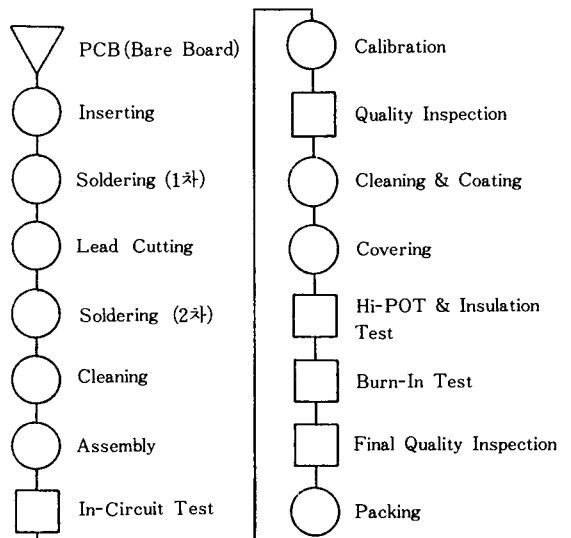 PCB (Bare Board)
Inserting
Soldering (1차)
Lead Cutting
Soldering (2차)
Cleaning
Assembly
In-Circuit Test
Calibration
Quality Inspection
Cleaning & Coating
Covering
Hi-POT & Insulation
Test
Burn-In Test
Final Quality Inspection
Packing